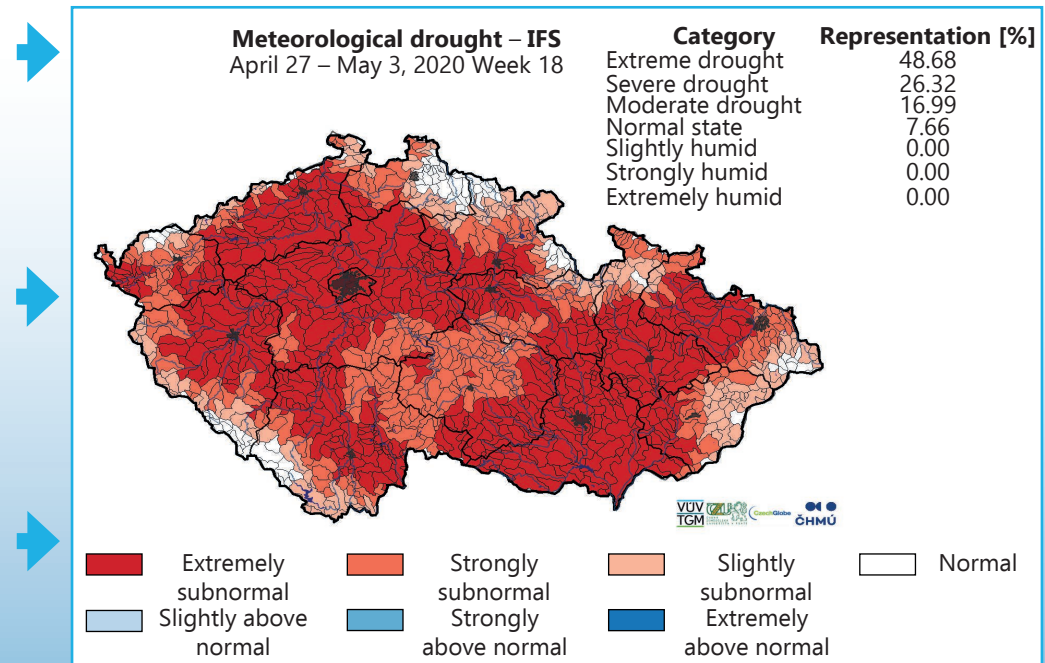 Meteorological drought – IFS
April 27 – May 3, 2020 Week 18
Category Representation [%]
Extreme drought 48.68
Severe drought 26.32
Moderate drought 16.99
Normal state 7.66
Slightly humid 0.00
Strongly humid 0.00
Extremely humid 0.00
VÚV
TGM
CzechGlobe
ČHMÚ
Extremely subnormal
Strongly subnormal
Slightly subnormal
Normal
Slightly above normal
Strongly above normal
Extremely above normal